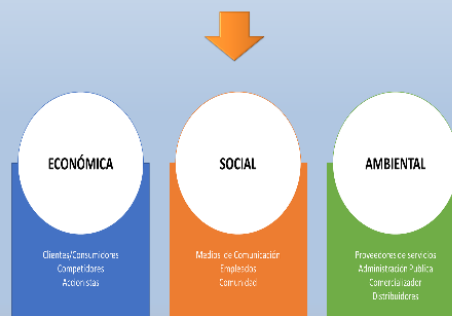 ECONÓMICA
SOCIAL
AMBIENTAL
Clientes/Consumidores
Competidores
Accionistas
Medios de Comunicación
Empleados
Comunidad
Proveedores de servicios
Administración Publica
Comercializador
Distribuidoras